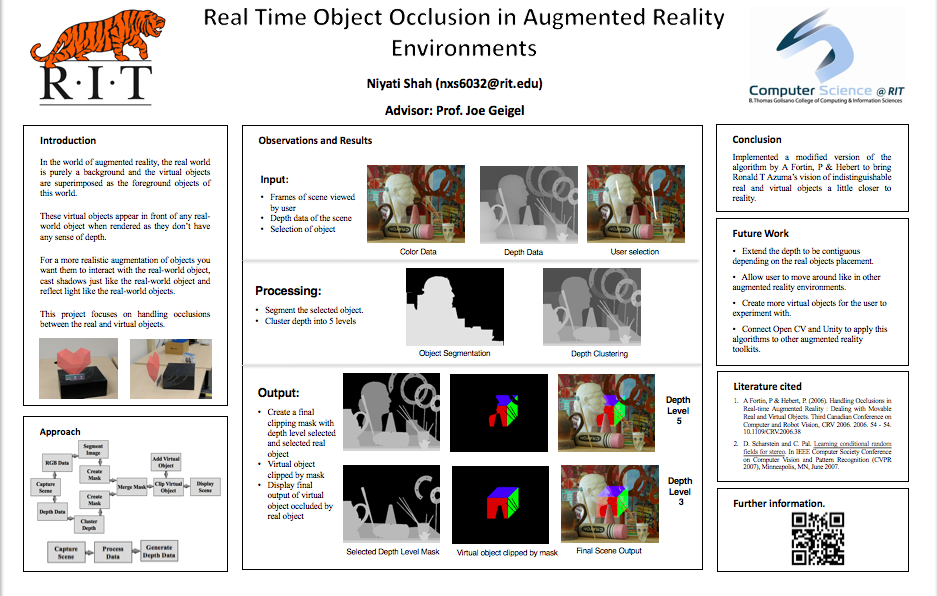 Real Time Object Occlusion in Augmented Reality
Environments
R·I·T
Niyati Shah (nxs6032@rit.edu)
Advisor: Prof. Joe Geigel
Computer Science @ RIT
B. Thomas Golisano College of Computing & Information Sciences
Introduction
In the world of augmented reality, the real world
is purely a background and the virtual objects
are superimposed as the foreground objects of
this world.
These virtual objects appear in front of any real-
world object when rendered as they don't have
any sense of depth.
For a more realistic augmentation of objects you
want them to interact with the real-world object,
cast shadows just like the real-world object and
reflect light like the real-world objects.
This project focuses on handling occlusions
between the real and virtual objects.
Approach
Segment
Image
RGB Data
Create
Mask
Add Virtual
Object
Capture
Scene
Merge Mask
Clip Virtual
Object
Display
Scene
Create
Mask
Depth Data
Cluster
Depth
Capture
Scene
Process
Data
Generate
Depth Data
Observations and Results
Input:
• Frames of scene viewed
by user
• Depth data of the scene
• Selection of object
Color Data
Depth Data
User selection
Processing:
• Segment the selected object.
• Cluster depth into 5 levels
Object Segmentation
Depth Clustering
Output:
• Create a final
clipping mask with
depth level selected
and selected real
object
• Virtual object
clipped by mask
• Display final
output of virtual
object occluded by
real object
Depth
Level
5
Depth
Level
3
Selected Depth Level Mask
Virtual object clipped by mask
Final Scene Output
Conclusion
Implemented a modified version of the
algorithm by A Fortin, P & Hebert to bring
Ronald T Azuma's vision of indistinguishable
real and virtual objects a little closer to
reality.
Future Work
• Extend the depth to be contiguous
depending on the real objects placement.
• Allow user to move around like in other
augmented reality environments.
• Create more virtual objects for the user to
experiment with.
• Connect Open CV and Unity to apply this
algorithms to other augmented reality
toolkits.
Literature cited
1. A Fortin, P & Hebert, P. (2006). Handling Occlusions in
Real-time Augmented Reality : Dealing with Movable
Real and Virtual Objects. Third Canadian Conference on
Computer and Robot Vision, CRV 2006. 2006. 54 - 54.
10.1109/CRV.2006.38
2. D. Scharstein and C. Pal. Learning conditional random
fields for stereo. In IEEE Computer Society Conference
on Computer Vision and Pattern Recognition (CVPR
2007), Minneapolis, MN, June 2007.
Further information.